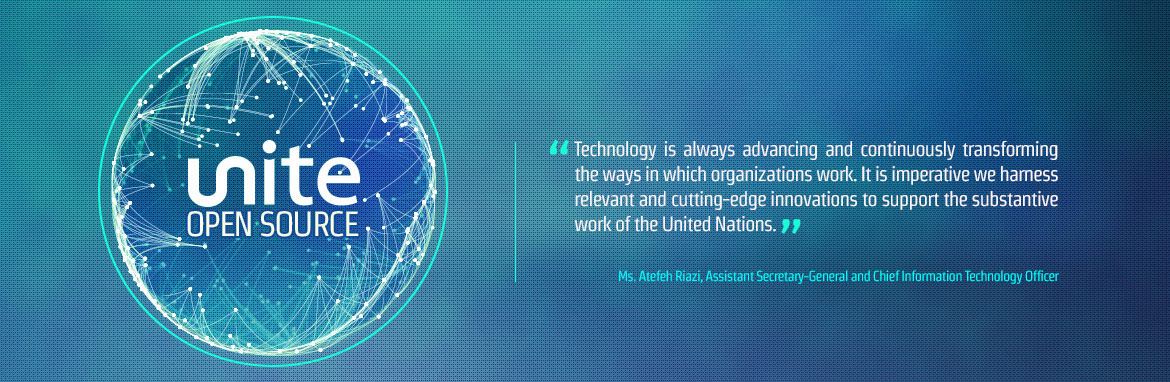 unite
OPEN SOURCE
“ Technology is always advancing and continuously transforming
the ways in which organizations work. It is imperative we harness
relevant and cutting-edge innovations to support the substantive
work of the United Nations. ”
Ms. Atefeh Riazi, Assistant Secretary-General and Chief Information Technology Officer